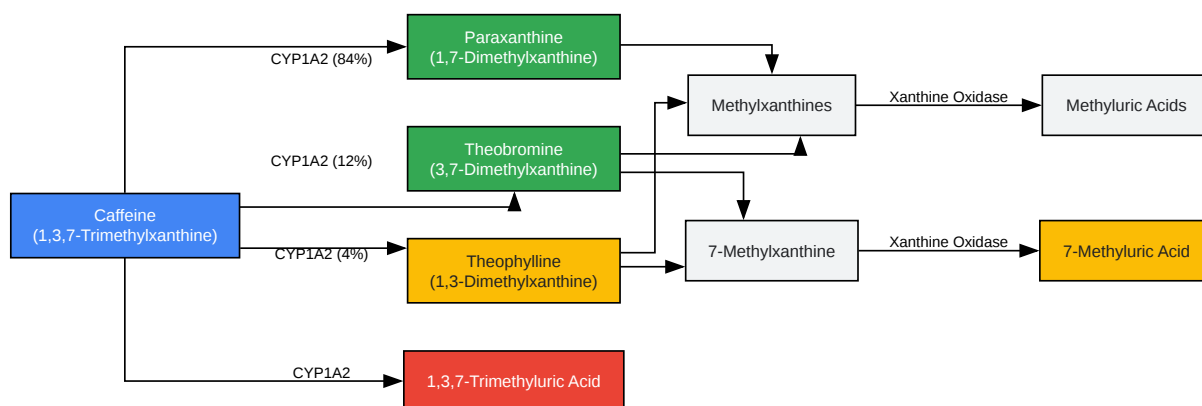 Paraxanthine
(1,7-Dimethylxanthine)
CYP1A2 (84%)
Methylxanthines
Xanthine Oxidase
Methyluric Acids
Theobromine
(3,7-Dimethylxanthine)
CYP1A2 (12%)
Caffeine
(1,3,7-Trimethylxanthine)
CYP1A2 (4%)
Theophylline
(1,3-Dimethylxanthine)
7-Methylxanthine
Xanthine Oxidase
7-Methyluric Acid
CYP1A2
1,3,7-Trimethyluric Acid